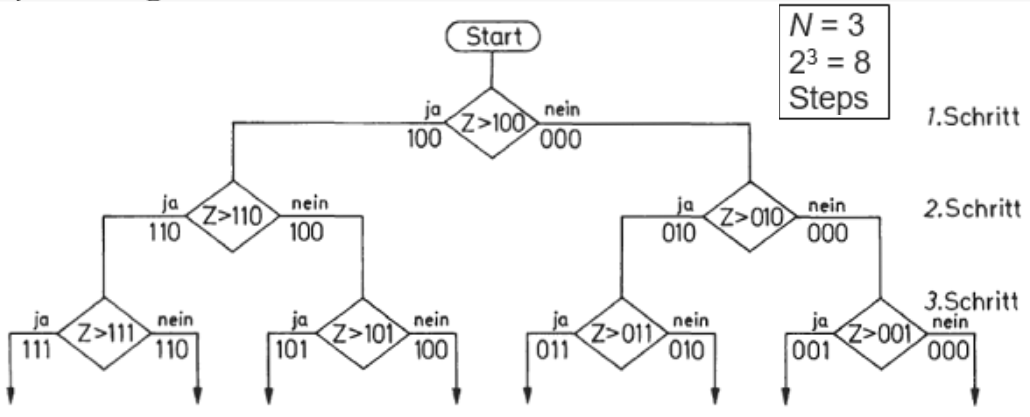 Start
N = 3
2³ = 8
Steps
ja
nein
Z>100
100
000
1.Schritt
ja
nein
Z>110
110
100
ja
nein
Z>010
010
000
2.Schritt
ja
nein
Z>111
111
110
ja
nein
Z>101
101
100
ja
nein
Z>011
011
010
ja
nein
Z>001
001
000
3.Schritt